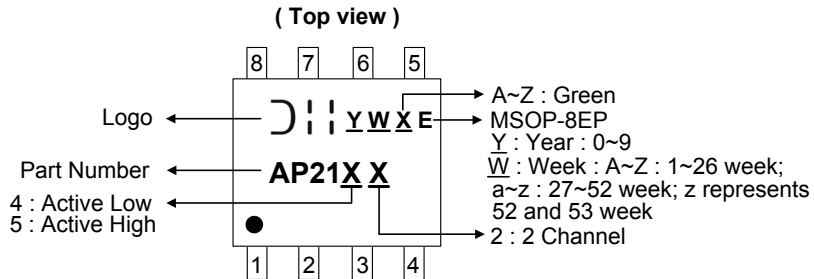 ( Top view )
8 7 6 5
Logo
Y W X E
A~Z : Green
MSOP-8EP
Y : Year : 0~9
W : Week : A~Z : 1~26 week;
a~z : 27~52 week; z represents
52 and 53 week
Part Number
AP21X X
4 : Active Low
5 : Active High
2 : 2 Channel
1 2 3 4